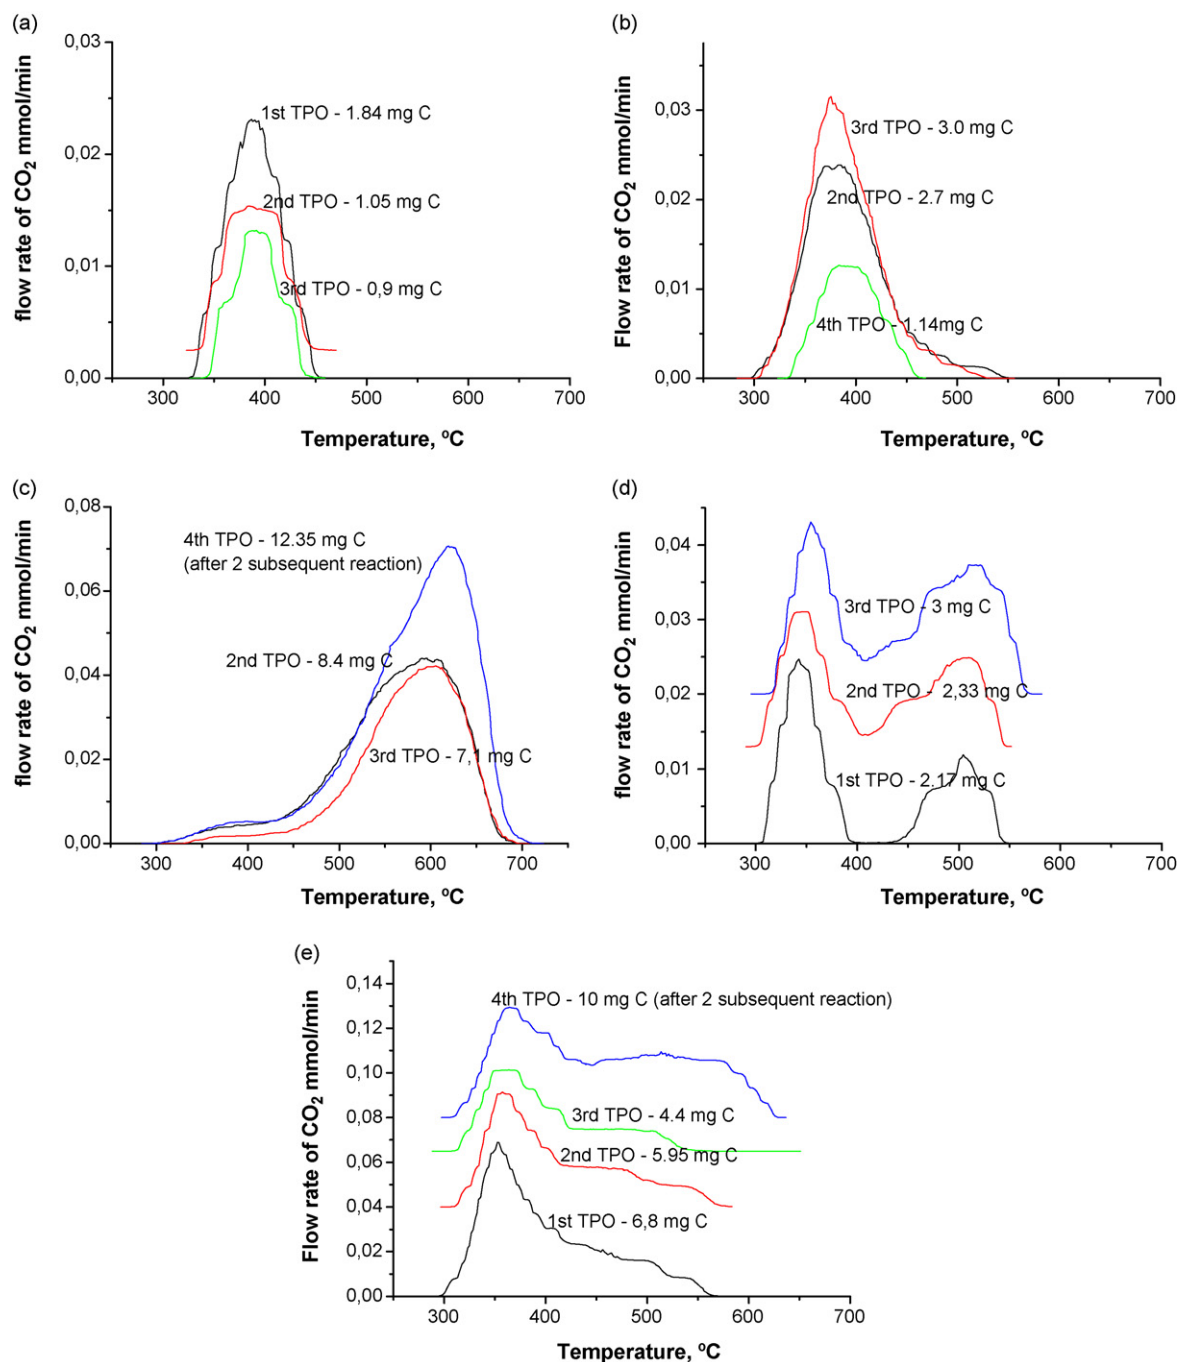 (a)
0,03
0,02
0,01
0,00
flow rate of CO2 mmol/min
1st TPO - 1.84 mg C
2nd TPO - 1.05 mg C
3rd TPO - 0,9 mg C
300 400 500 600 700
Temperature, ºC
(b)
0,03
0,02
0,01
0,00
Flow rate of CO2 mmol/min
3rd TPO - 3.0 mg C
2nd TPO - 2.7 mg C
4th TPO - 1.14mg C
300 400 500 600 700
Temperature, ºC
(c)
0,08
0,06
0,04
0,02
0,00
flow rate of CO2 mmol/min
4th TPO - 12.35 mg C
(after 2 subsequent reaction)
2nd TPO - 8.4 mg C
3rd TPO - 7,1 mg C
300 400 500 600 700
Temperature, ºC
(d)
0,04
0,03
0,02
0,01
0,00
flow rate of CO2 mmol/min
3rd TPO - 3 mg C
2nd TPO - 2,33 mg C
1st TPO - 2.17 mg C
300 400 500 600 700
Temperature, ºC
(e)
0,14
0,12
0,10
0,08
0,06
0,04
0,02
0,00
Flow rate of CO2 mmol/min
4th TPO - 10 mg C (after 2 subsequent reaction)
3rd TPO - 4.4 mg C
2nd TPO - 5.95 mg C
1st TPO - 6,8 mg C
300 400 500 600 700
Temperature, ºC